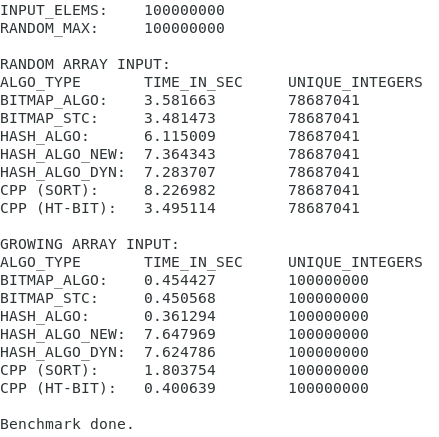 INPUT_ELEMS:    100000000
RANDOM_MAX:     100000000

RANDOM ARRAY INPUT:
ALGO_TYPE       TIME_IN_SEC     UNIQUE_INTEGERS
BITMAP_ALGO:    3.581663        78687041
BITMAP_STC:     3.481473        78687041
HASH_ALGO:      6.115009        78687041
HASH_ALGO_NEW:  7.364343        78687041
HASH_ALGO_DYN:  7.283707        78687041
CPP (SORT):     8.226982        78687041
CPP (HT-BIT):   3.495114        78687041

GROWING ARRAY INPUT:
ALGO_TYPE       TIME_IN_SEC     UNIQUE_INTEGERS
BITMAP_ALGO:    0.454427        100000000
BITMAP_STC:     0.450568        100000000
HASH_ALGO:      0.361294        100000000
HASH_ALGO_NEW:  7.647969        100000000
HASH_ALGO_DYN:  7.624786        100000000
CPP (SORT):     1.803754        100000000
CPP (HT-BIT):   0.400639        100000000

Benchmark done.